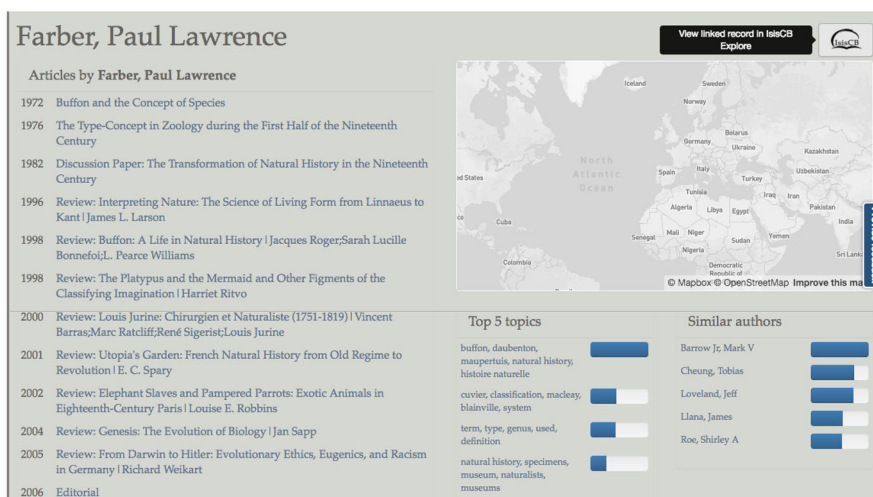 Farber, Paul Lawrence
View linked record in IsisCB
Explore
IsisCB
Articles by Farber, Paul Lawrence
1972 Buffon and the Concept of Species
1976 The Type-Concept in Zoology during the First Half of the Nineteenth
Century
1982 Discussion Paper: The Transformation of Natural History in the Nineteenth
Century
1996 Review: Interpreting Nature: The Science of Living Form from Linnaeus to
Kant | James L. Larson
1998 Review: Buffon: A Life in Natural History | Jacques Roger;Sarah Lucille
Bonnefoi;L. Pearce Williams
1998 Review: The Platypus and the Mermaid and Other Figments of the
Classifying Imagination | Harriet Ritvo
2000 Review: Louis Jurine: Chirurgien et Naturaliste (1751-1819) | Vincent
Barras;Marc Ratcliff;René Sigerist;Louis Jurine
2001 Review: Utopia's Garden: French Natural History from Old Regime to
Revolution | E. C. Spary
2002 Review: Elephant Slaves and Pampered Parrots: Exotic Animals in
Eighteenth-Century Paris | Louise E. Robbins
2004 Review: Genesis: The Evolution of Biology | Jan Sapp
2005 Review: From Darwin to Hitler: Evolutionary Ethics, Eugenics, and Racism
in Germany | Richard Weikart
2006 Editorial
Iceland
Sweden
Norway
Belarus
Germany
Ukraine
Kazakhstan
North
Atlantic
Ocean
Spain
Italy
Turkey
Uzbekistan
ed States
Tunisia
Iraq
Iran
Algeria
Libya
Egypt
Pakistan
India
co
Cuba
Mali
Niger
Senegal
Sudan
Yemen
Nigeria
Sri Lank
Colombia
Democratic
Republic of
© Mapbox © OpenStreetMap Improve this ma
Top 5 topics
buffon, daubenton,
maupertuis, natural history,
histoire naturelle
cuvier, classification, macleay,
blainville, system
term, type, genus, used,
definition
natural history, specimens,
museum, naturalists,
museums
Similar authors
Barrow Jr, Mark V
Cheung, Tobias
Loveland, Jeff
Llana, James
Roe, Shirley A